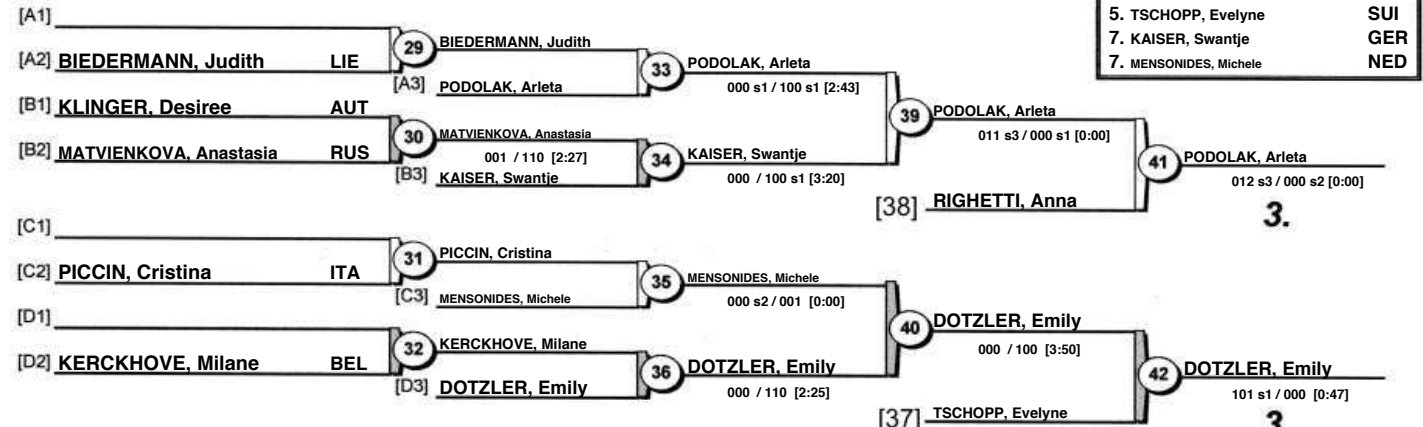 [A1]
[A2] BIEDERMANN, Judith LIE
29
BIEDERMANN, Judith
[A3] PODOLAK, Arleta
33
PODOLAK, Arleta
000 s1 / 100 s1 [2:43]
[B1] KLINGER, Desiree AUT
[B2] MATVIENKOVA, Anastasia RUS
30
MATVIENKOVA, Anastasia
001 / 110 [2:27]
[B3] KAISER, Swantje
34
KAISER, Swantje
000 / 100 s1 [3:20]
39
PODOLAK, Arleta
011 s3 / 000 s1 [0:00]
[38] RIGHETTI, Anna
41
PODOLAK, Arleta
012 s3 / 000 s2 [0:00]
3.
[C1]
[C2] PICCIN, Cristina ITA
31
PICCIN, Cristina
[C3] MENSONIDES, Michele
35
MENSONIDES, Michele
000 s2 / 001 [0:00]
[D1]
[D2] KERCKHOVE, Milane BEL
32
KERCKHOVE, Milane
[D3] DOTZLER, Emily
36
DOTZLER, Emily
000 / 110 [2:25]
40
DOTZLER, Emily
000 / 100 [3:50]
[37] TSCHOPP, Evelyne
42
DOTZLER, Emily
101 s1 / 000 [0:47]
3.
5. TSCHOPP, Evelyne SUI
7. KAISER, Swantje GER
7. MENSONIDES, Michele NED